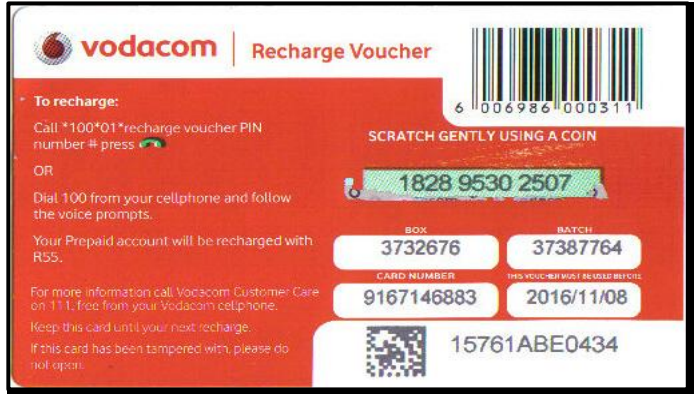 vodacom | Recharge Voucher
6 006986 000311
To recharge:
Call *100*01*recharge voucher PIN
number # press
OR
Dial 100 from your cellphone and follow
the voice prompts.
Your Prepaid account will be recharged with
R55.
For more information call Vodacom Customer Care
on 111, free from your Vodacom cellphone.
Keep this card until your next recharge.
If this card has been tampered with, please do
not open.
SCRATCH GENTLY USING A COIN
1828 9530 2507
BOX
3732676
BATCH
37387764
CARD NUMBER
9167146883
THIS VOUCHER MUST BE USED BEFORE
2016/11/08
15761ABE0434